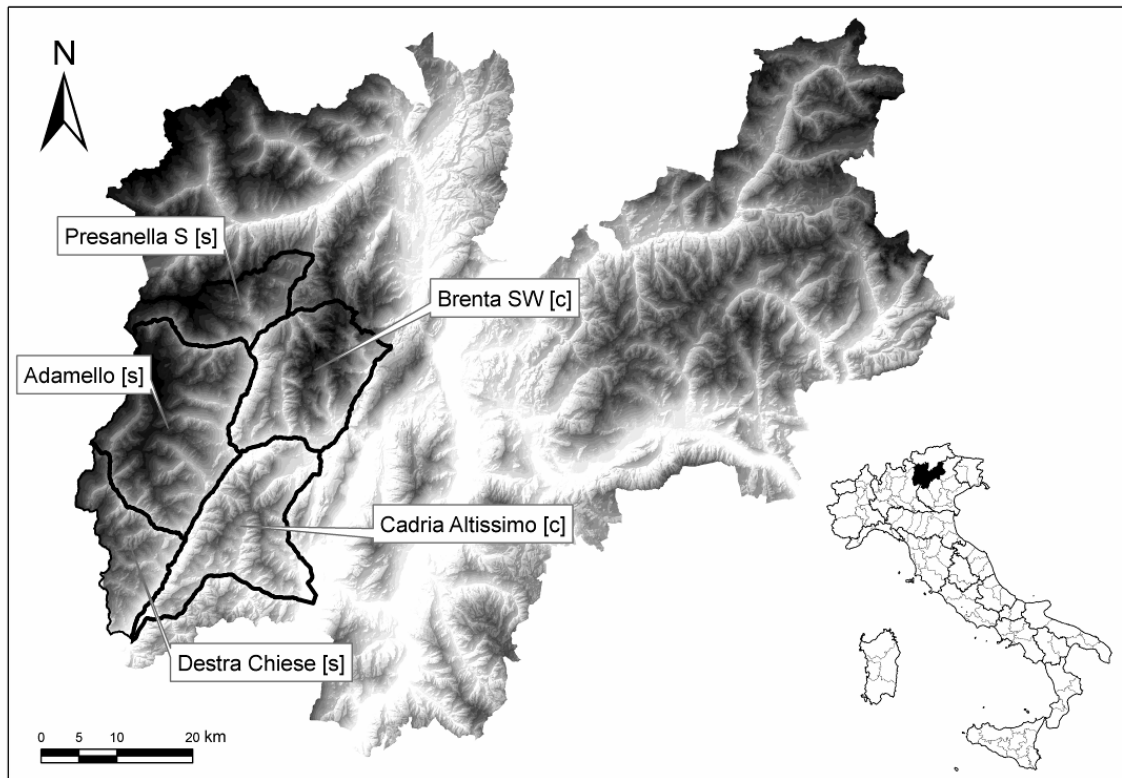 N
Presanella S [s]
Brenta SW [c]
Adamello [s]
Cadria Altissimo [c]
Destra Chiese [s]
0 5 10 20 km